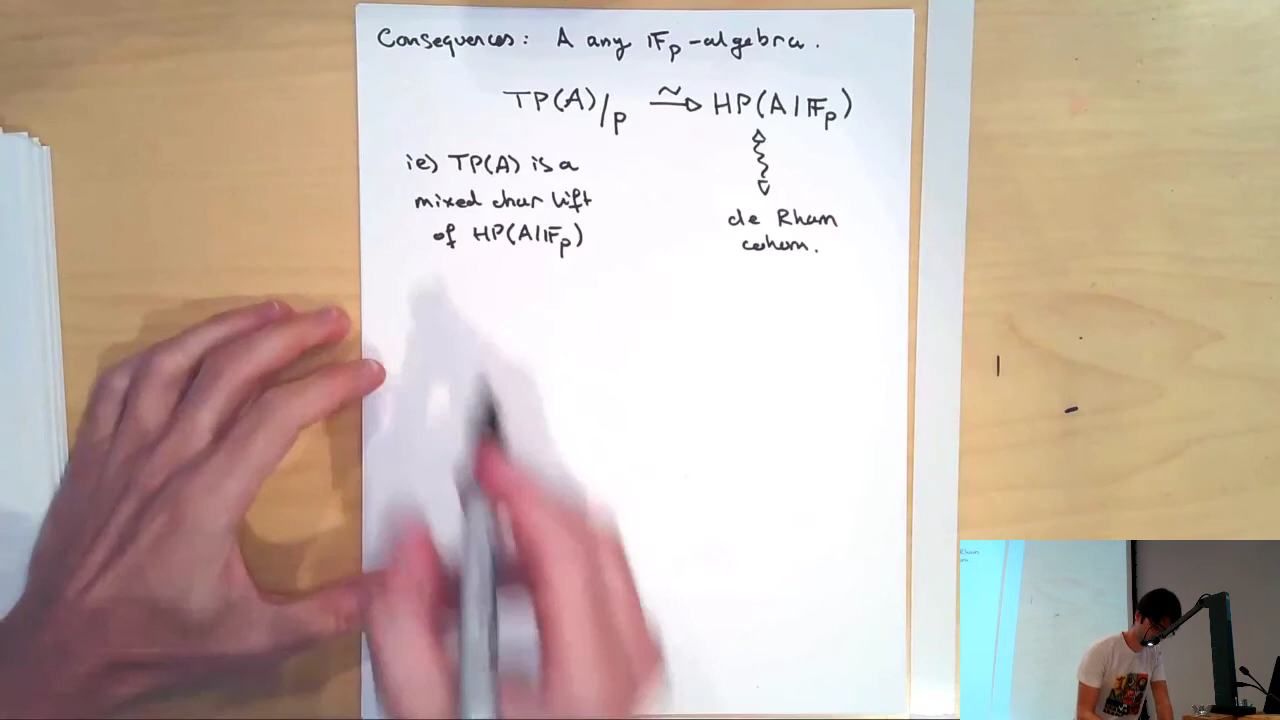 Consequences: A any 𝔽p-algebra.
TP(A)/p ⥲ HP(A|𝔽p)
ie) TP(A) is a
mixed char lift
of HP(A|𝔽p)
de Rham
cohom.